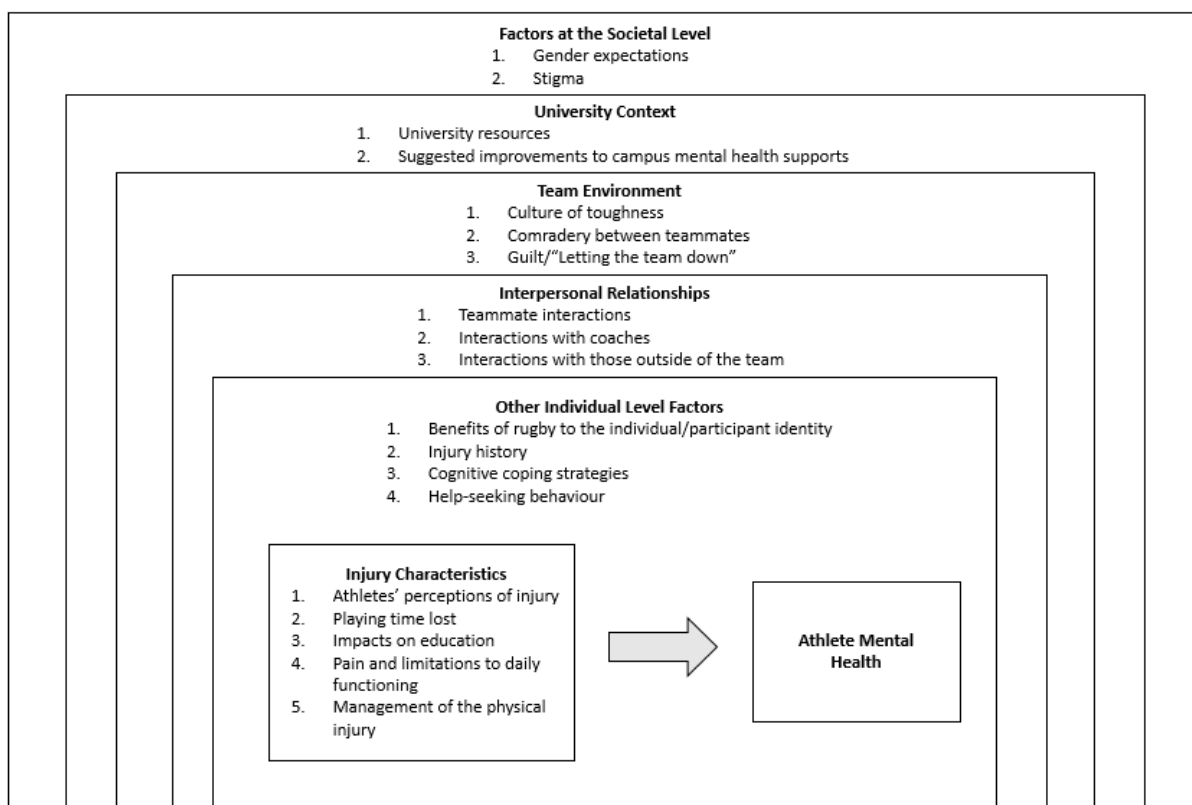 Factors at the Societal Level
1. Gender expectations
2. Stigma
University Context
1. University resources
2. Suggested improvements to campus mental health supports
Team Environment
1. Culture of toughness
2. Comradery between teammates
3. Guilt/“Letting the team down”
Interpersonal Relationships
1. Teammate interactions
2. Interactions with coaches
3. Interactions with those outside of the team
Other Individual Level Factors
1. Benefits of rugby to the individual/participant identity
2. Injury history
3. Cognitive coping strategies
4. Help-seeking behaviour
Injury Characteristics
1. Athletes’ perceptions of injury
2. Playing time lost
3. Impacts on education
4. Pain and limitations to daily
functioning
5. Management of the physical
injury
Athlete Mental
Health